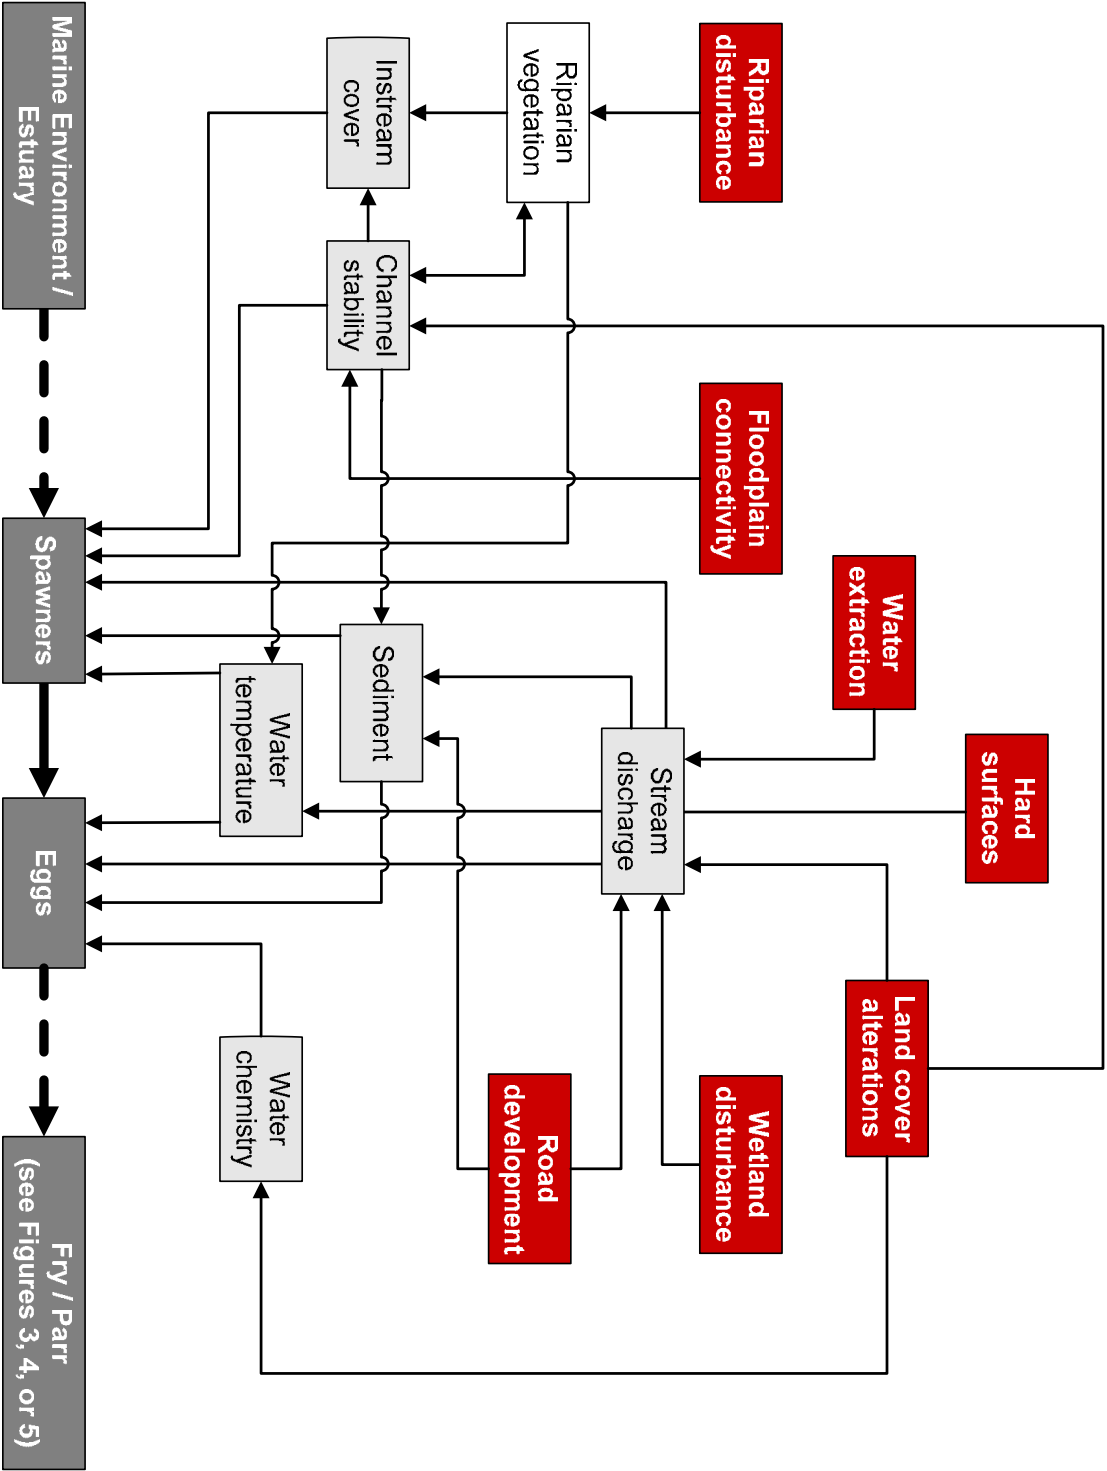 Riparian
disturbance
Floodplain
connectivity
Water
extraction
Hard
surfaces
Land cover
alterations
Wetland
disturbance
Road
development
Riparian
vegetation
Stream
discharge
Instream
cover
Channel
stability
Sediment
Water
temperature
Water
chemistry
Marine Environment /
Estuary
Spawners
Eggs
Fry / Parr
(see Figures 3, 4, or 5)